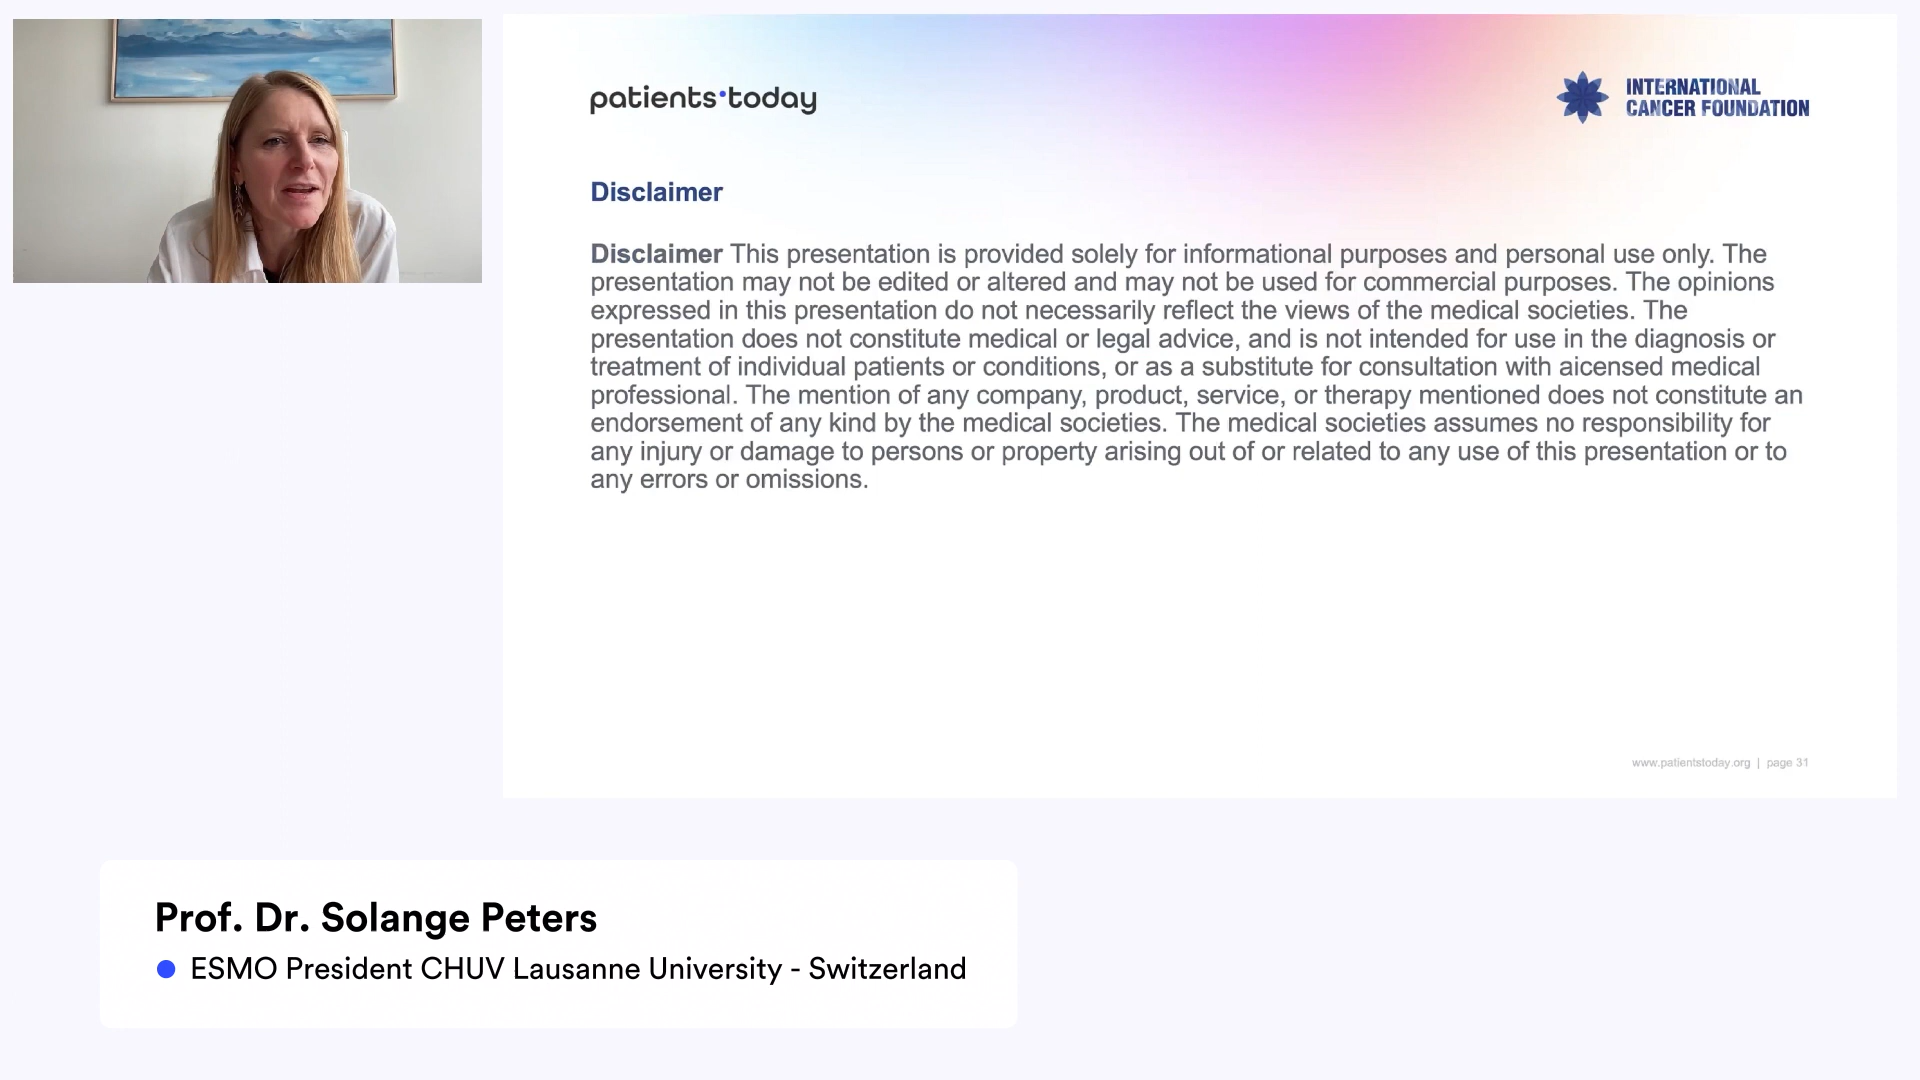 patients•today
INTERNATIONAL
CANCER FOUNDATION
Disclaimer
Disclaimer This presentation is provided solely for informational purposes and personal use only. The
presentation may not be edited or altered and may not be used for commercial purposes. The opinions
expressed in this presentation do not necessarily reflect the views of the medical societies. The
presentation does not constitute medical or legal advice, and is not intended for use in the diagnosis or
treatment of individual patients or conditions, or as a substitute for consultation with aicensed medical
professional. The mention of any company, product, service, or therapy mentioned does not constitute an
endorsement of any kind by the medical societies. The medical societies assumes no responsibility for
any injury or damage to persons or property arising out of or related to any use of this presentation or to
any errors or omissions.
www.patientstoday.org | page 31
Prof. Dr. Solange Peters
ESMO President CHUV Lausanne University - Switzerland